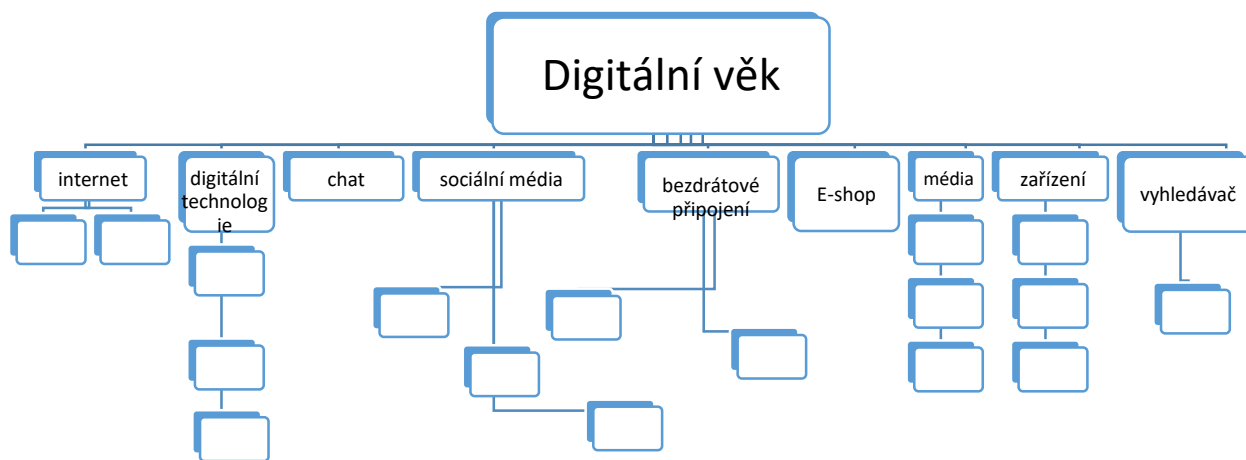 Digitální věk
internet
digitální
technolog
ie
chat
sociální média
bezdrátové
připojení
E-shop
média
zařízení
vyhledávač